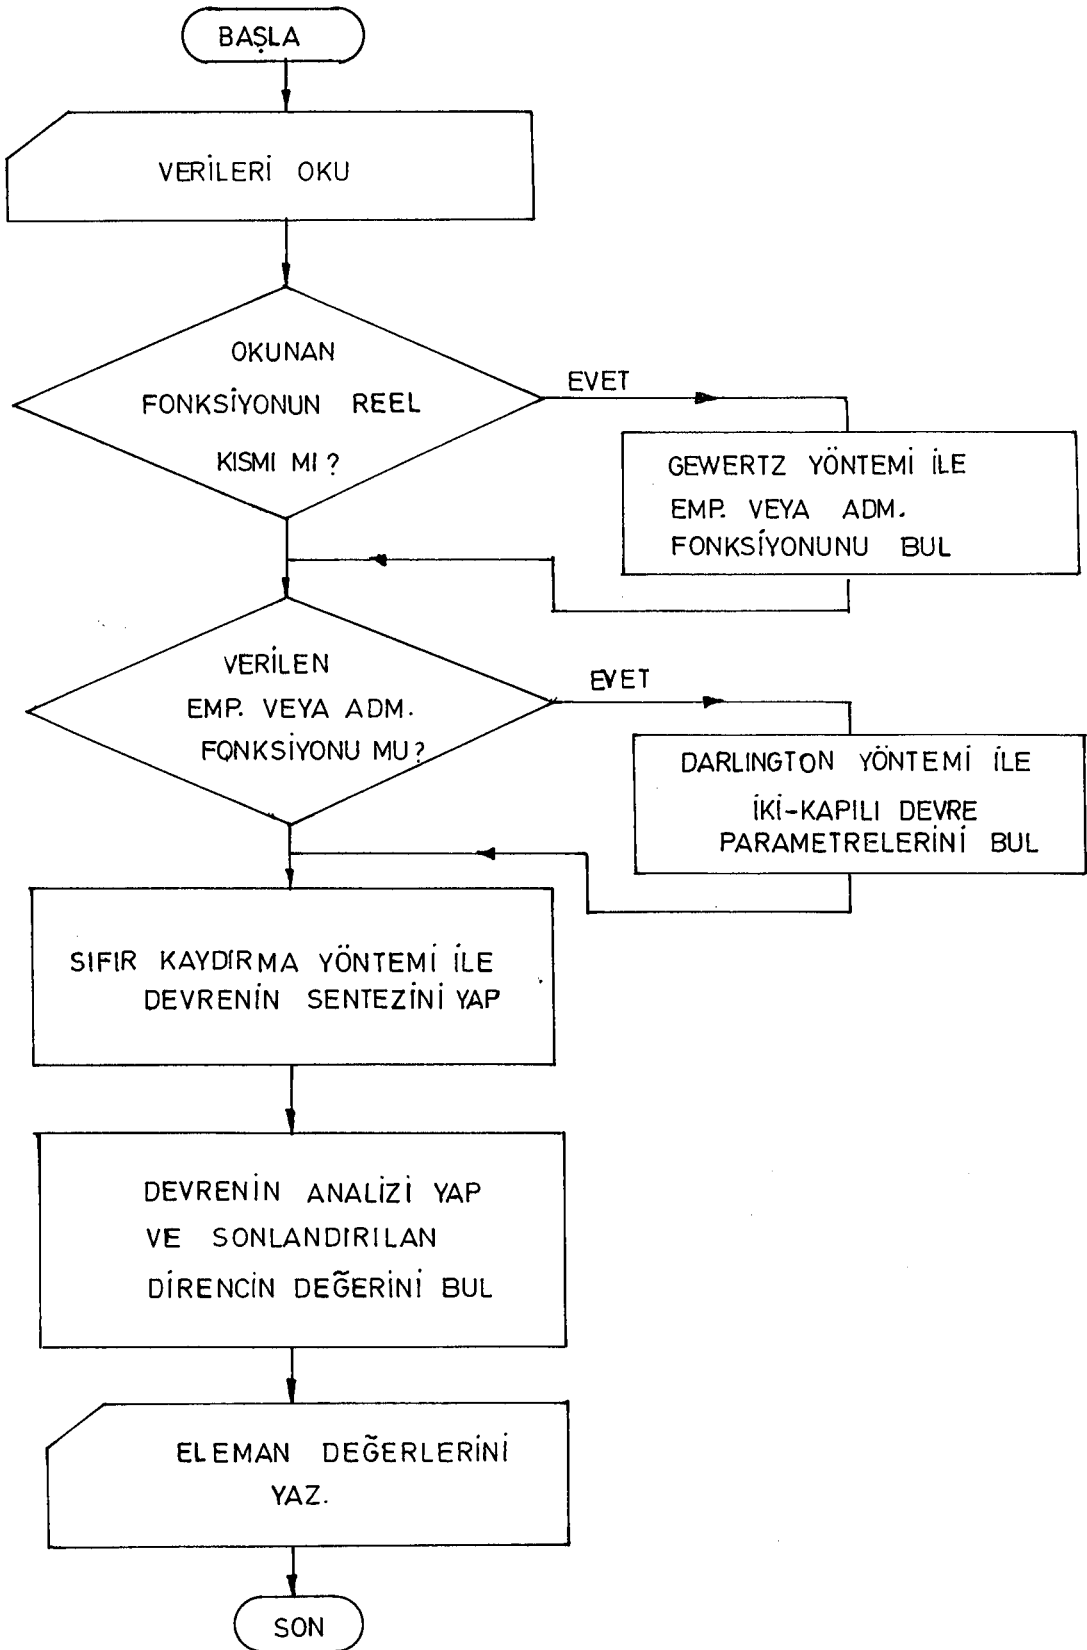 BAŞLA
VERİLERİ OKU
OKUNAN
FONKSİYONUN REEL
KISMI MI?
EVET
GEWERTZ YÖNTEMİ İLE
EMP. VEYA ADM.
FONKSİYONUNU BUL
VERİLEN
EMP. VEYA ADM.
FONKSİYONU MU?
EVET
DARLINGTON YÖNTEMİ İLE
İKİ-KAPILI DEVRE
PARAMETRELERİNİ BUL
SIFIR KAYDIRMA YÖNTEMİ İLE
DEVRENİN SENTEZİNİ YAP
DEVRENİN ANALİZİ YAP
VE SONLANDIRILAN
DİRENCİN DEĞERİNİ BUL
ELEMAN DEĞERLERİNİ
YAZ.
SON